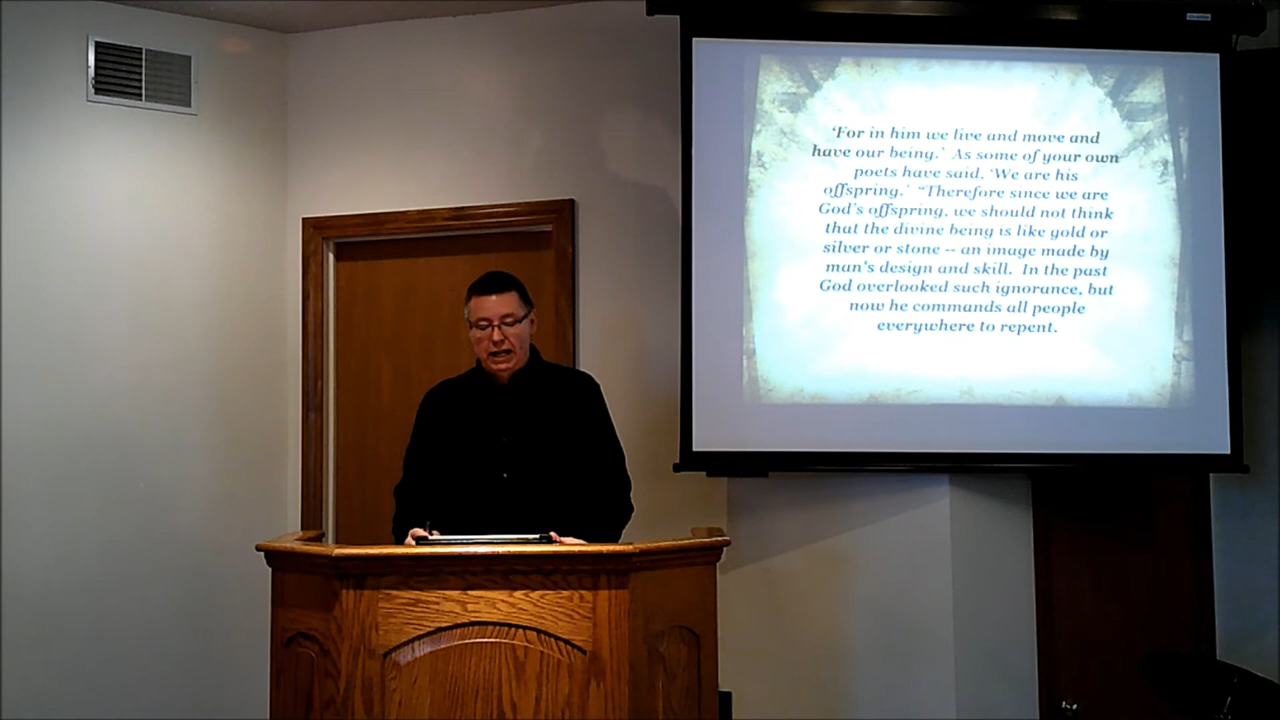 ‘For in him we live and move and
have our being.’ As some of your own
poets have said, ‘We are his
offspring.’ “Therefore since we are
God's offspring, we should not think
that the divine being is like gold or
silver or stone -- an image made by
man's design and skill. In the past
God overlooked such ignorance, but
now he commands all people
everywhere to repent.